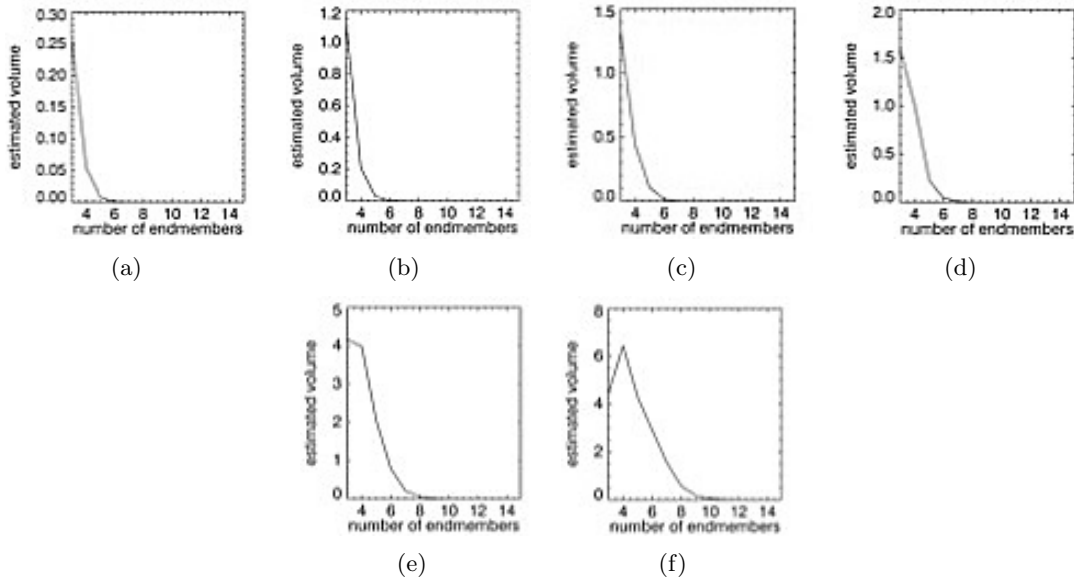 0.30
0.25
0.20
0.15
0.10
0.05
0.00
estimated volume
4 6 8 10 12 14
number of endmembers
(a)
1.2
1.0
0.8
0.6
0.4
0.2
0.0
estimated volume
4 6 8 10 12 14
number of endmembers
(b)
1.5
1.0
0.5
0.0
estimated volume
4 6 8 10 12 14
number of endmembers
(c)
2.0
1.5
1.0
0.5
0.0
estimated volume
4 6 8 10 12 14
number of endmembers
(d)
5
4
3
2
1
0
estimated volume
4 6 8 10 12 14
number of endmembers
(e)
8
6
4
2
0
estimated volume
4 6 8 10 12 14
number of endmembers
(f)